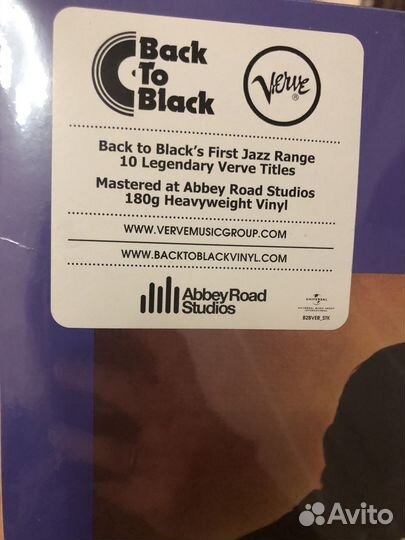 Back
To
Black
Verve
®
Back to Black's First Jazz Range
10 Legendary Verve Titles
Mastered at Abbey Road Studios
180g Heavyweight Vinyl
WWW.VERVEMUSICGROUP.COM
WWW.BACKTOBLACKVINYL.COM
Abbey Road
Studios
UNIVERSAL
B2BVER_STK
Avito